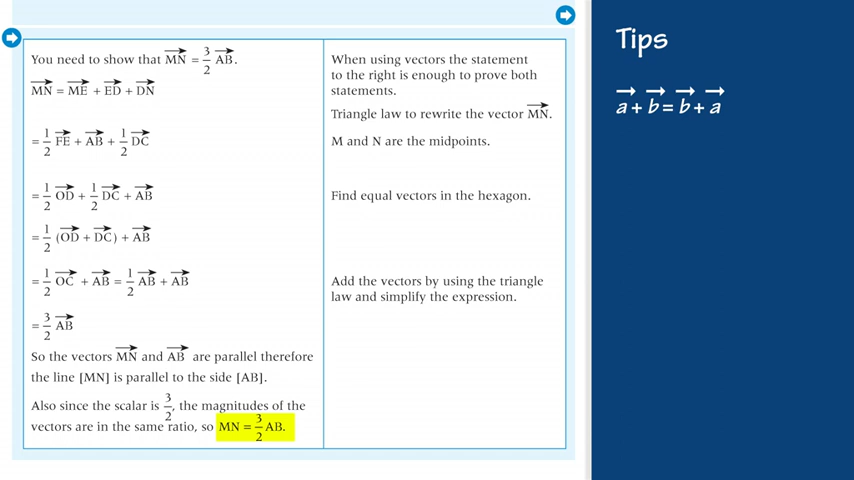 You need to show that MN = 3/2 AB.
MN = ME + ED + DN
= 1/2 FE + AB + 1/2 DC
= 1/2 OD + 1/2 DC + AB
= 1/2 (OD + DC) + AB
= 1/2 OC + AB = 1/2 AB + AB
= 3/2 AB
So the vectors MN and AB are parallel therefore
the line [MN] is parallel to the side [AB].
Also since the scalar is 3/2, the magnitudes of the
vectors are in the same ratio, so MN = 3/2 AB.
When using vectors the statement
to the right is enough to prove both
statements.
Triangle law to rewrite the vector MN.
M and N are the midpoints.
Find equal vectors in the hexagon.
Add the vectors by using the triangle
law and simplify the expression.
Tips
a + b = b + a